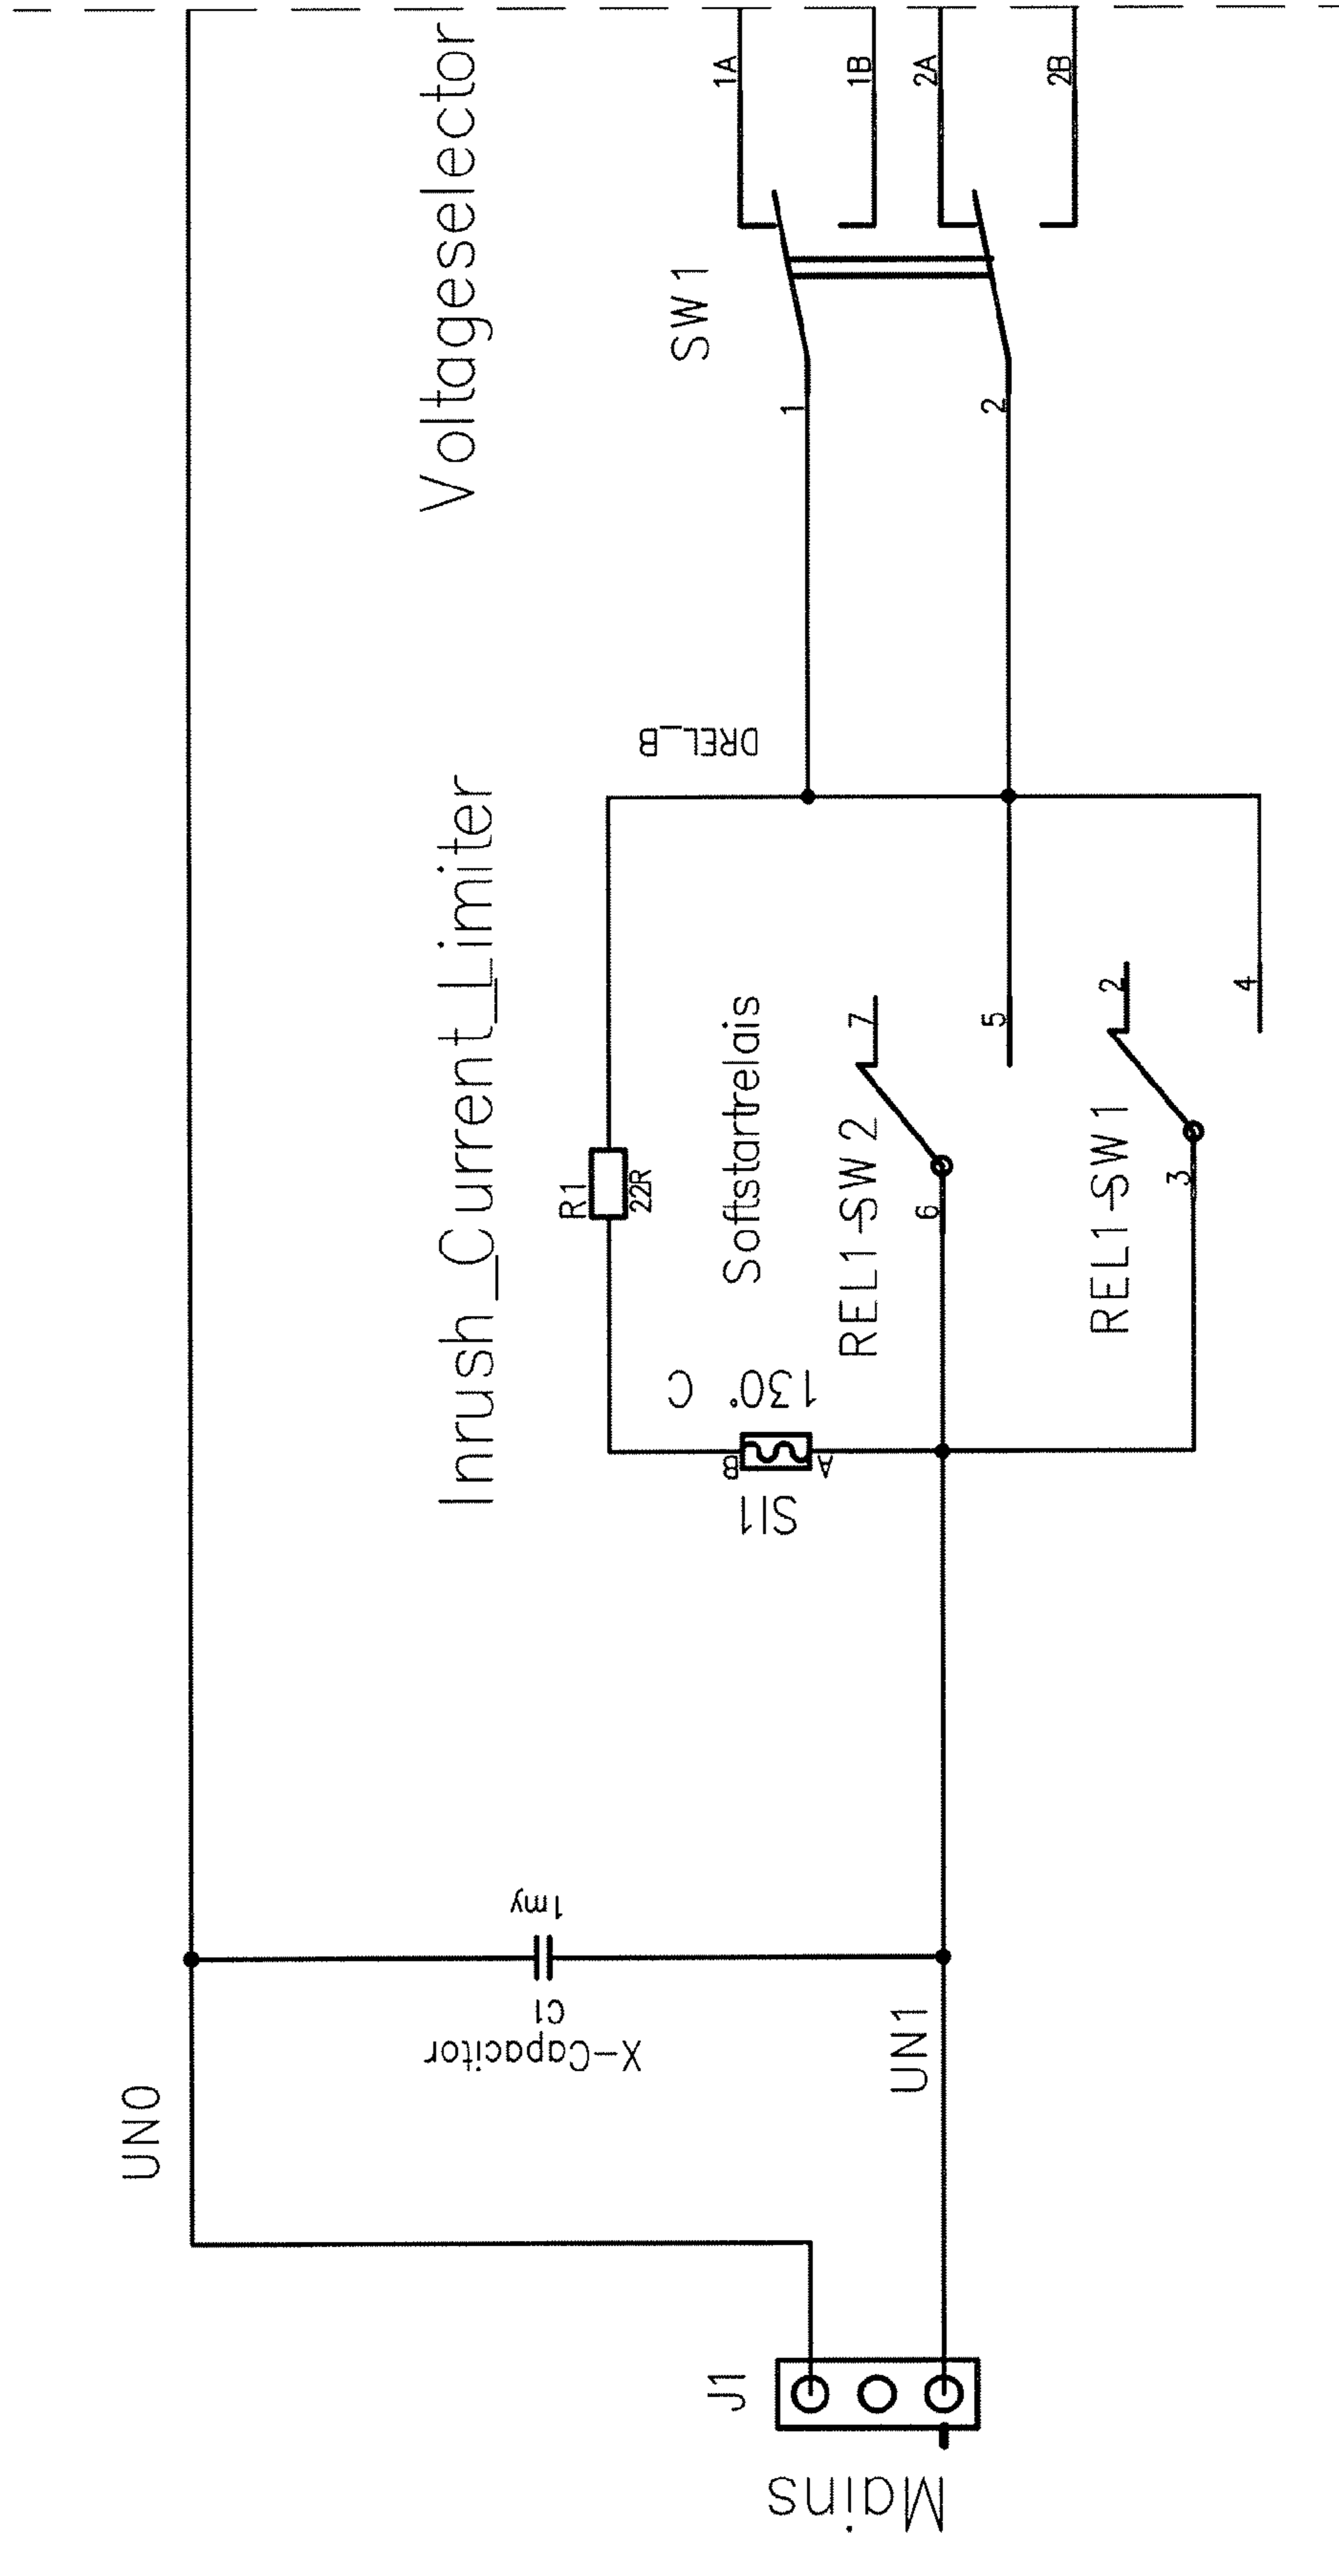 Voltageselector
1A
1B
2A
2B
SW1
1
2
DREL_B
Inrush_Current_Limiter
R1
22R
Softstartrelais
7
5
2
4
REL1-SW2
6
REL1-SW1
3
130° C
B
A
SI1
1my
C1
X-Capacitor
UN0
UN1
J1
Mains